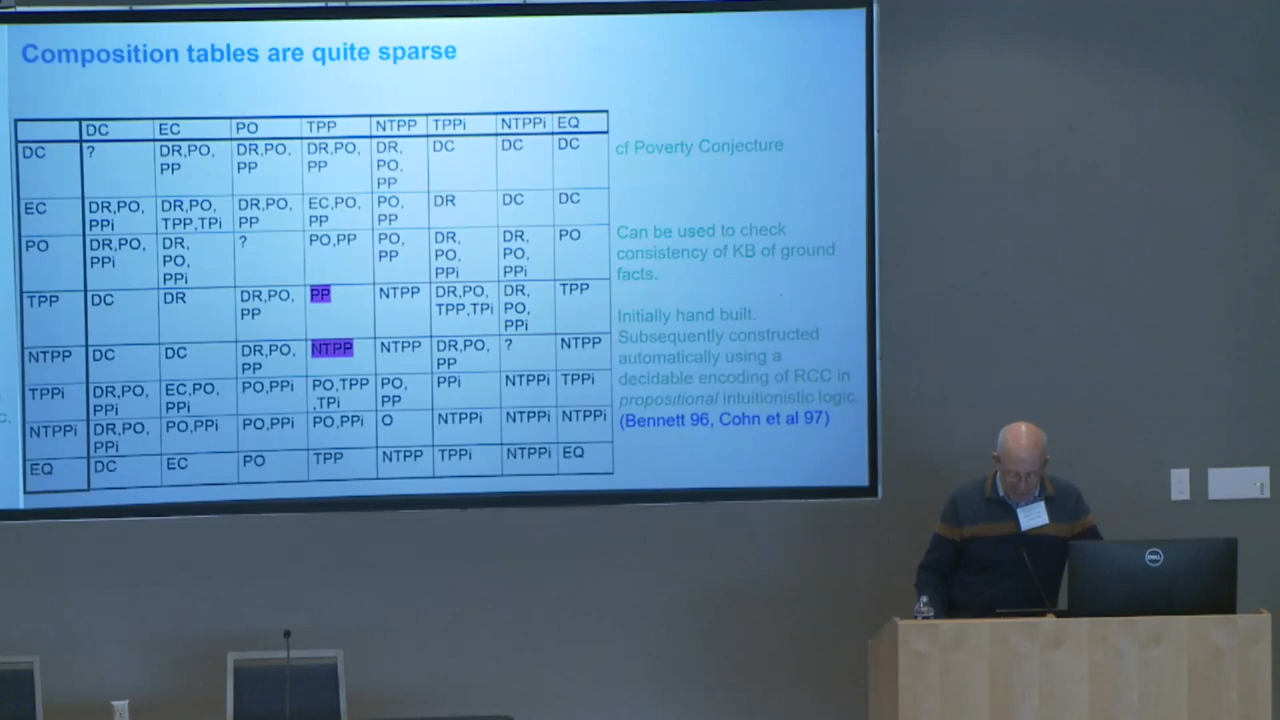 Composition tables are quite sparse
DC EC PO TPP NTPP TPPi NTPPi EQ
DC ? DR,PO, DR,PO, DR,PO, DR, DC DC DC
PP PP PP PO,
PP
EC DR,PO, DR,PO, DR,PO, EC,PO, PO, DR DC DC
PPi TPP,TPi PP PP PP
PO DR,PO, DR, ? PO,PP PO, DR, DR, PO
PPi PO, PP PO, PO,
PPi PPi PPi
TPP DC DR DR,PO, PP NTPP DR,PO, DR, TPP
PP TPP,TPi PO,
PPi
NTPP DC DC DR,PO, NTPP NTPP DR,PO, ? NTPP
PP PP
TPPi DR,PO, EC,PO, PO,PPi PO,TPP PO, PPi NTPPi TPPi
PPi PPi ,TPi PP
NTPPi DR,PO, PO,PPi PO,PPi PO,PPi O NTPPi NTPPi NTPPi
PPi
EQ DC EC PO TPP NTPP TPPi NTPPi EQ
cf Poverty Conjecture
Can be used to check
consistency of KB of ground
facts.
Initially hand built.
Subsequently constructed
automatically using a
decidable encoding of RCC in
propositional intuitionistic logic.
(Bennett 96, Cohn et al 97)
c.
DELL